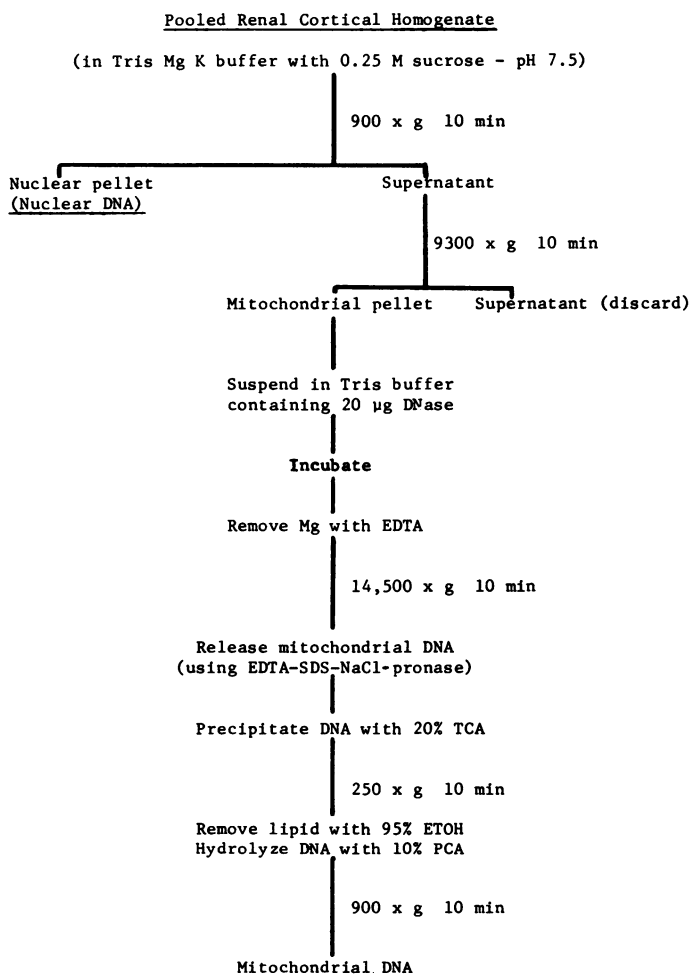 Pooled Renal Cortical Homogenate
(in Tris Mg K buffer with 0.25 M sucrose - pH 7.5)
900 x g 10 min
Nuclear pellet
(Nuclear DNA)
Supernatant
9300 x g 10 min
Mitochondrial pellet
Supernatant (discard)
Suspend in Tris buffer
containing 20 µg DNase
Incubate
Remove Mg with EDTA
14,500 x g 10 min
Release mitochondrial DNA
(using EDTA-SDS-NaCl-pronase)
Precipitate DNA with 20% TCA
250 x g 10 min
Remove lipid with 95% ETOH
Hydrolyze DNA with 10% PCA
900 x g 10 min
Mitochondrial DNA